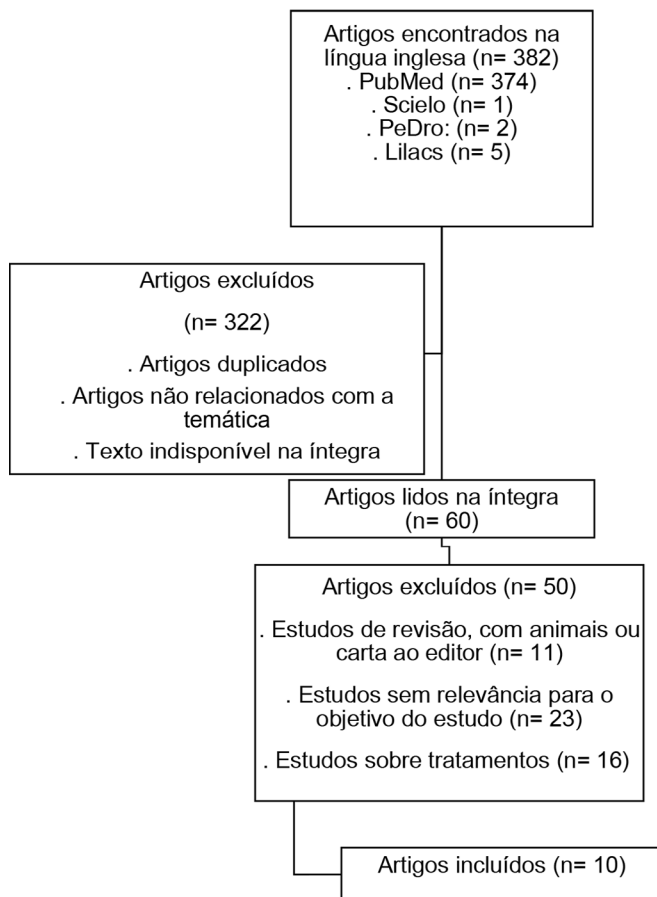 Artigos encontrados na
língua inglesa (n= 382)
. PubMed (n= 374)
. Scielo (n= 1)
. PeDro: (n= 2)
. Lilacs (n= 5)
Artigos excluídos
(n= 322)
. Artigos duplicados
. Artigos não relacionados com a
temática
. Texto indisponível na íntegra
Artigos lidos na íntegra
(n= 60)
Artigos excluídos (n= 50)
. Estudos de revisão, com animais ou
carta ao editor (n= 11)
. Estudos sem relevância para o
objetivo do estudo (n= 23)
. Estudos sobre tratamentos (n= 16)
Artigos incluídos (n= 10)